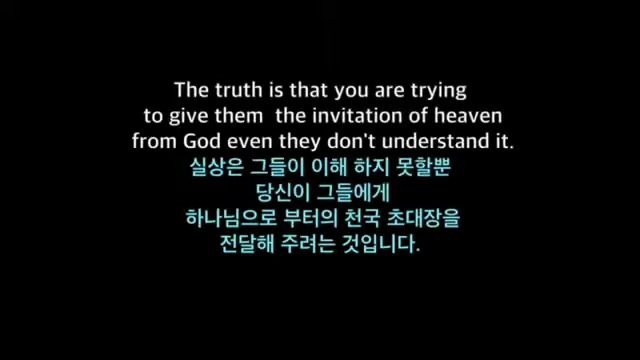 The truth is that you are trying
to give them the invitation of heaven
from God even they don't understand it.
실상은 그들이 이해 하지 못할뿐
당신이 그들에게
하나님으로 부터의 천국 초대장을
전달해 주려는 것입니다.